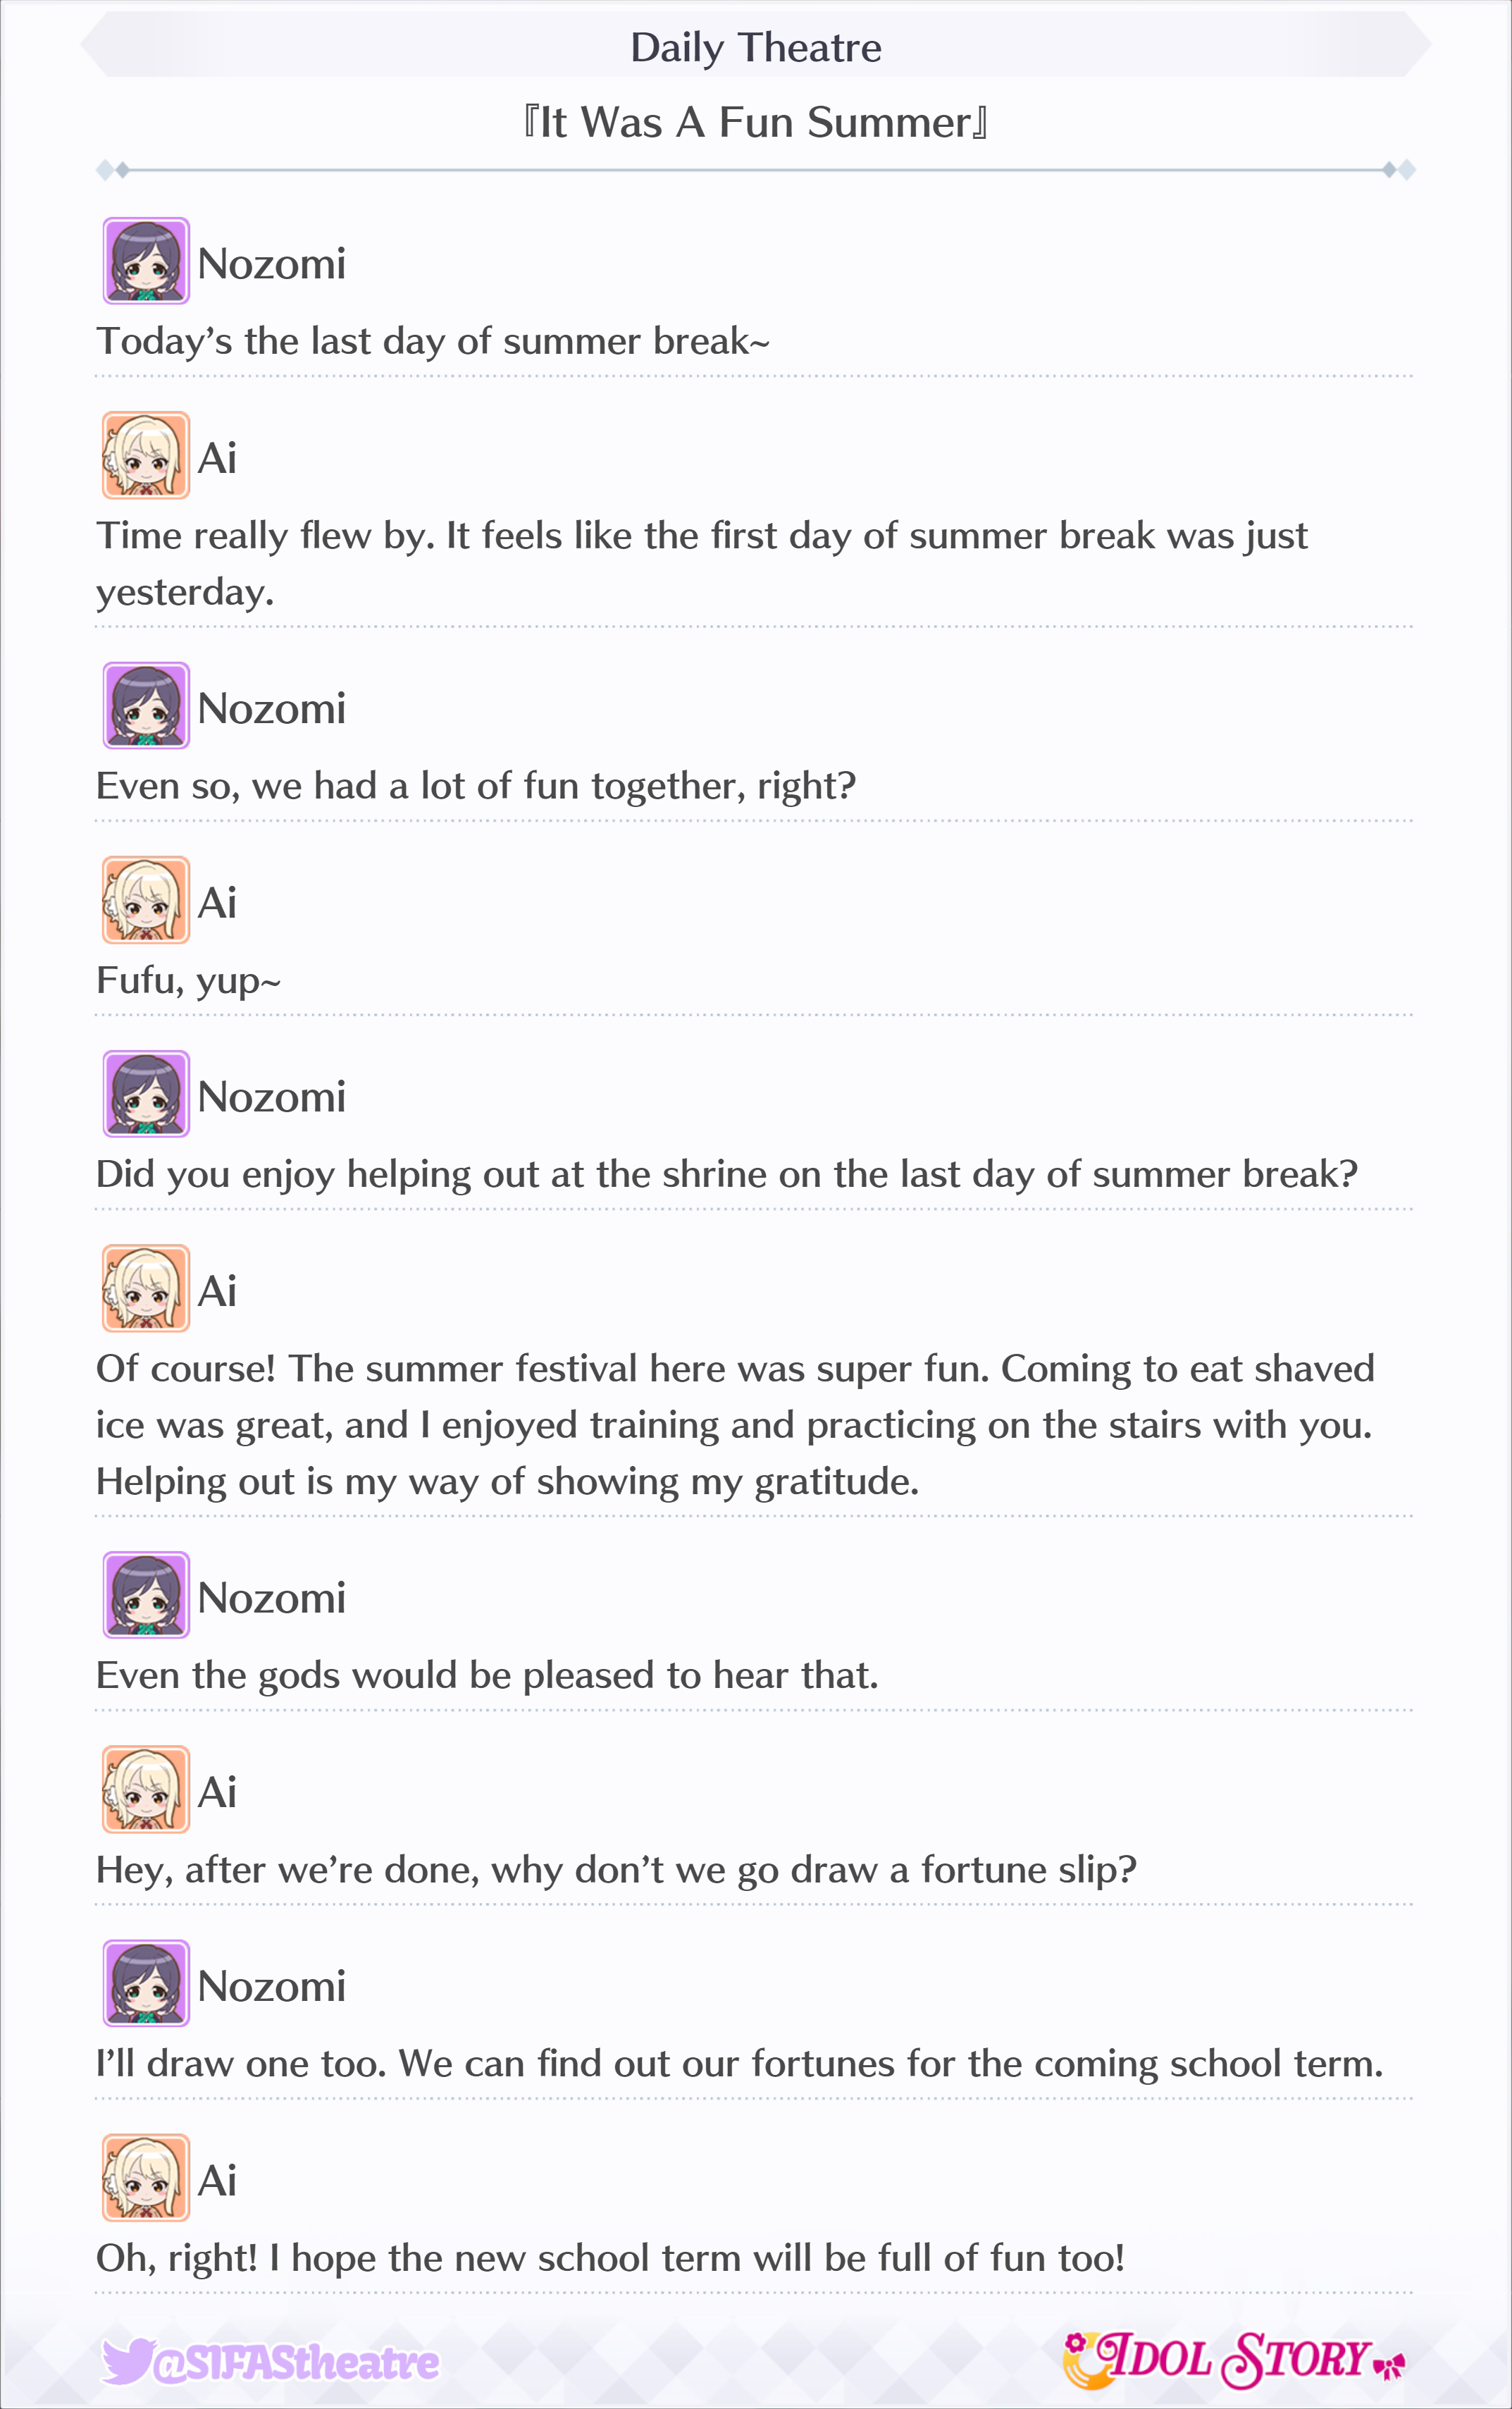 Daily Theatre
『It Was A Fun Summer』
Nozomi
Today’s the last day of summer break~
Ai
Time really flew by. It feels like the first day of summer break was just
yesterday.
Nozomi
Even so, we had a lot of fun together, right?
Ai
Fufu, yup~
Nozomi
Did you enjoy helping out at the shrine on the last day of summer break?
Ai
Of course! The summer festival here was super fun. Coming to eat shaved
ice was great, and I enjoyed training and practicing on the stairs with you.
Helping out is my way of showing my gratitude.
Nozomi
Even the gods would be pleased to hear that.
Ai
Hey, after we’re done, why don’t we go draw a fortune slip?
Nozomi
I’ll draw one too. We can find out our fortunes for the coming school term.
Ai
Oh, right! I hope the new school term will be full of fun too!
@SIFAStheatre
IDOL STORY